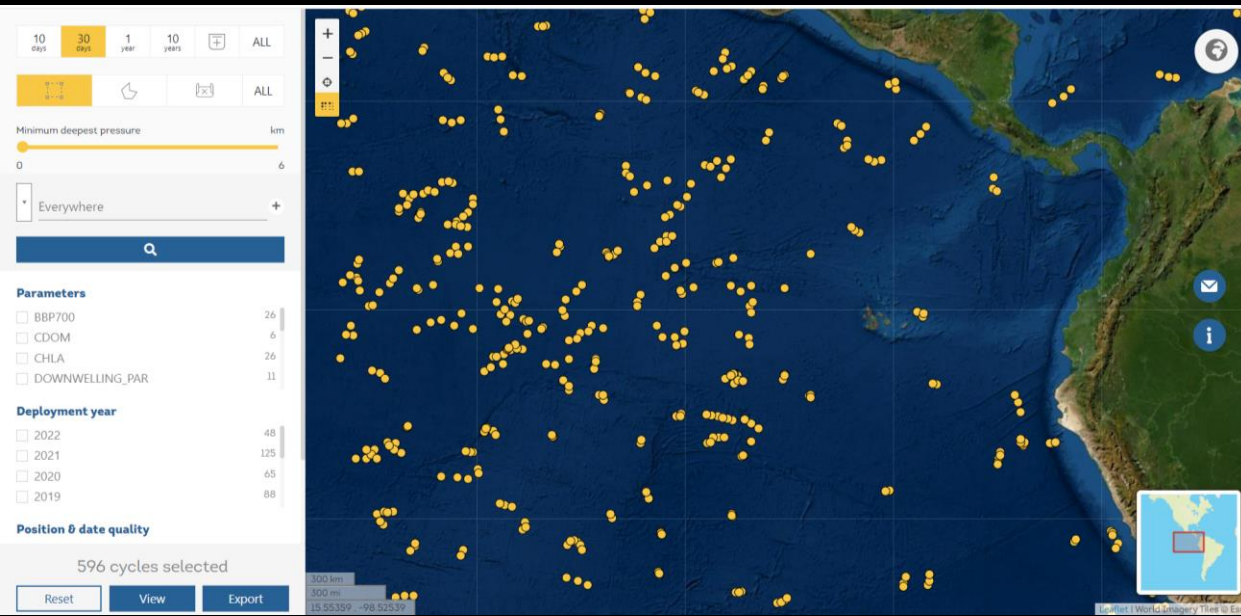 10 days
30 days
1 year
10 years
ALL
ALL
Minimum deepest pressure km
0 6
Everywhere +
Parameters
BBP700 26
CDOM 6
CHLA 26
DOWNWELLING_PAR 11
Deployment year
2022 48
2021 125
2020 65
2019 88
Position & date quality
596 cycles selected
Reset View Export
+
−
300 km
300 mi
15.55359, -98.52539
Leaflet | World Imagery Tiles © Es